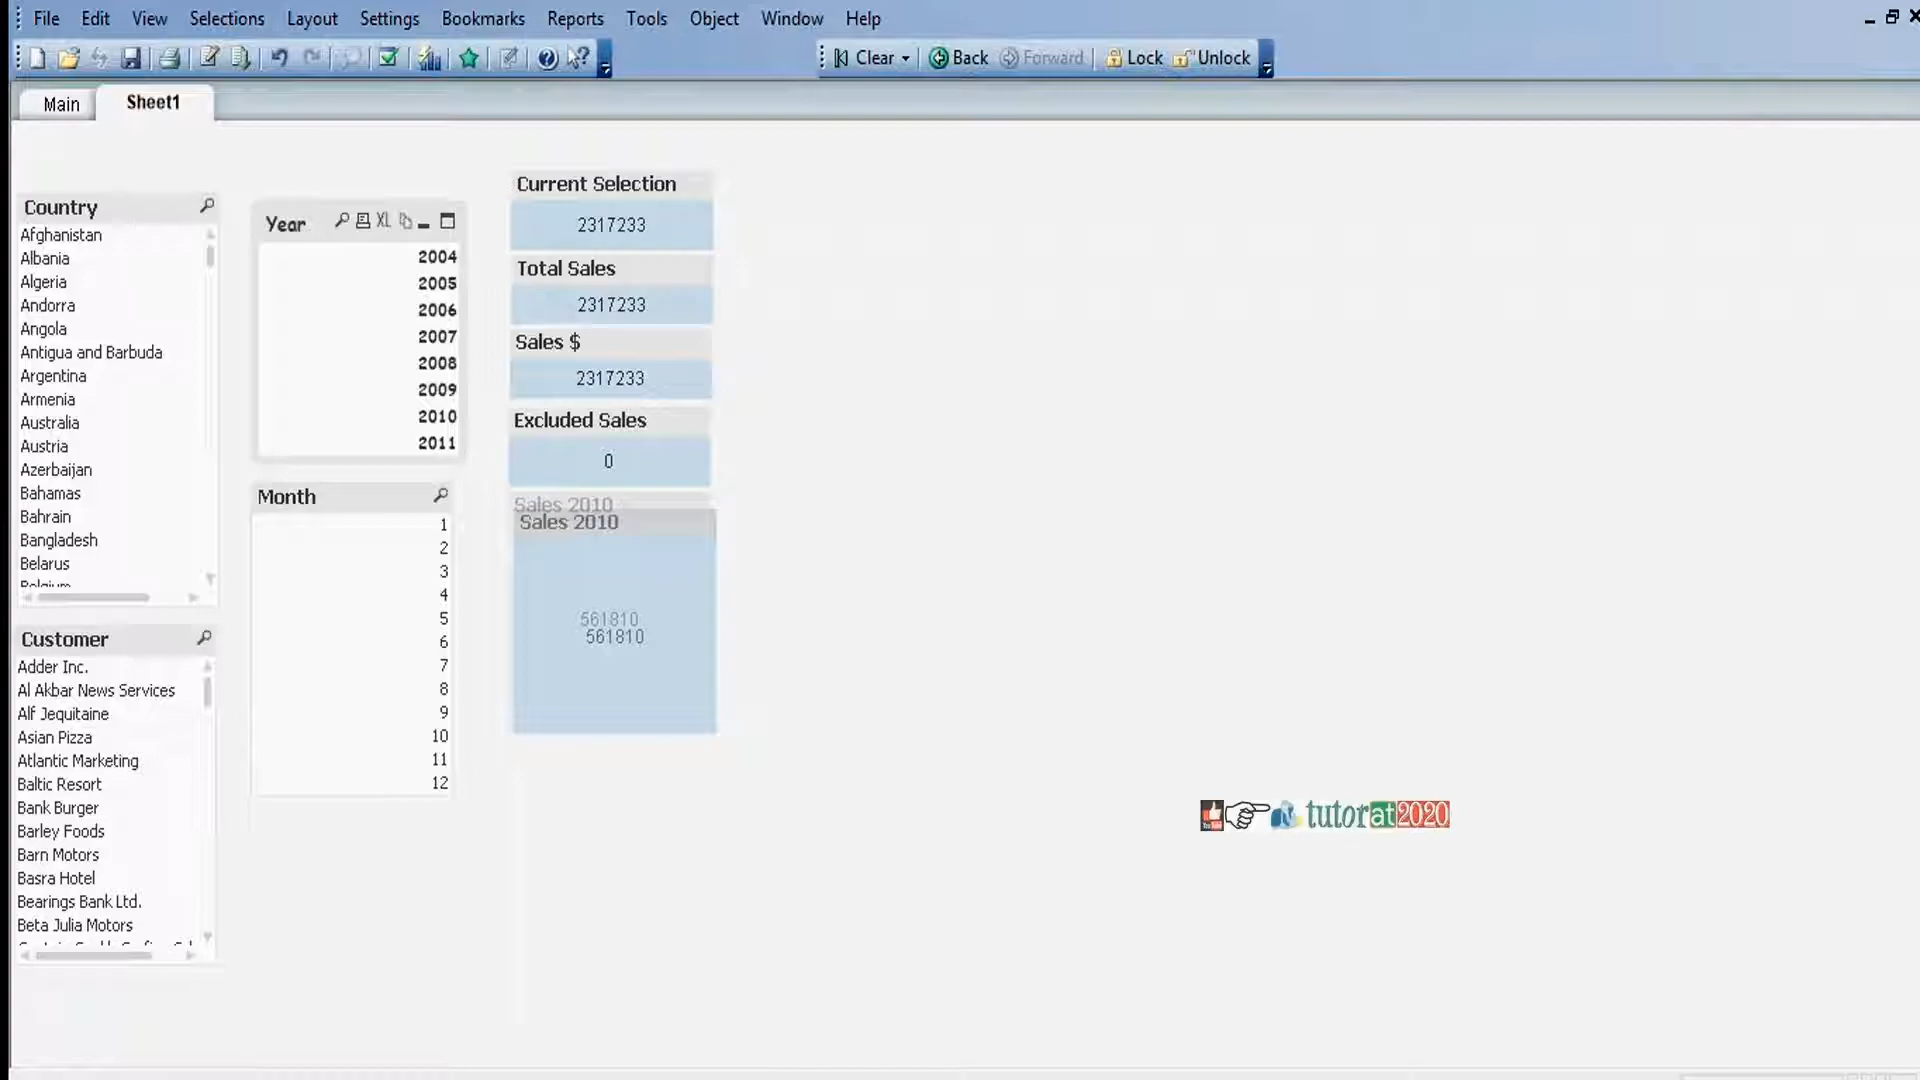 File Edit View Selections Layout Settings Bookmarks Reports Tools Object Window Help
Clear Back Forward Lock Unlock
Main Sheet1
Country
Afghanistan
Albania
Algeria
Andorra
Angola
Antigua and Barbuda
Argentina
Armenia
Australia
Austria
Azerbaijan
Bahamas
Bahrain
Bangladesh
Belarus
Belgium
Customer
Adder Inc.
Al Akbar News Services
Alf Jequitaine
Asian Pizza
Atlantic Marketing
Baltic Resort
Bank Burger
Barley Foods
Barn Motors
Basra Hotel
Bearings Bank Ltd.
Beta Julia Motors
Year XL
2004
2005
2006
2007
2008
2009
2010
2011
Month
1
2
3
4
5
6
7
8
9
10
11
12
Current Selection
2317233
Total Sales
2317233
Sales $
2317233
Excluded Sales
0
Sales 2010
Sales 2010
561810
561810
tutorat2020